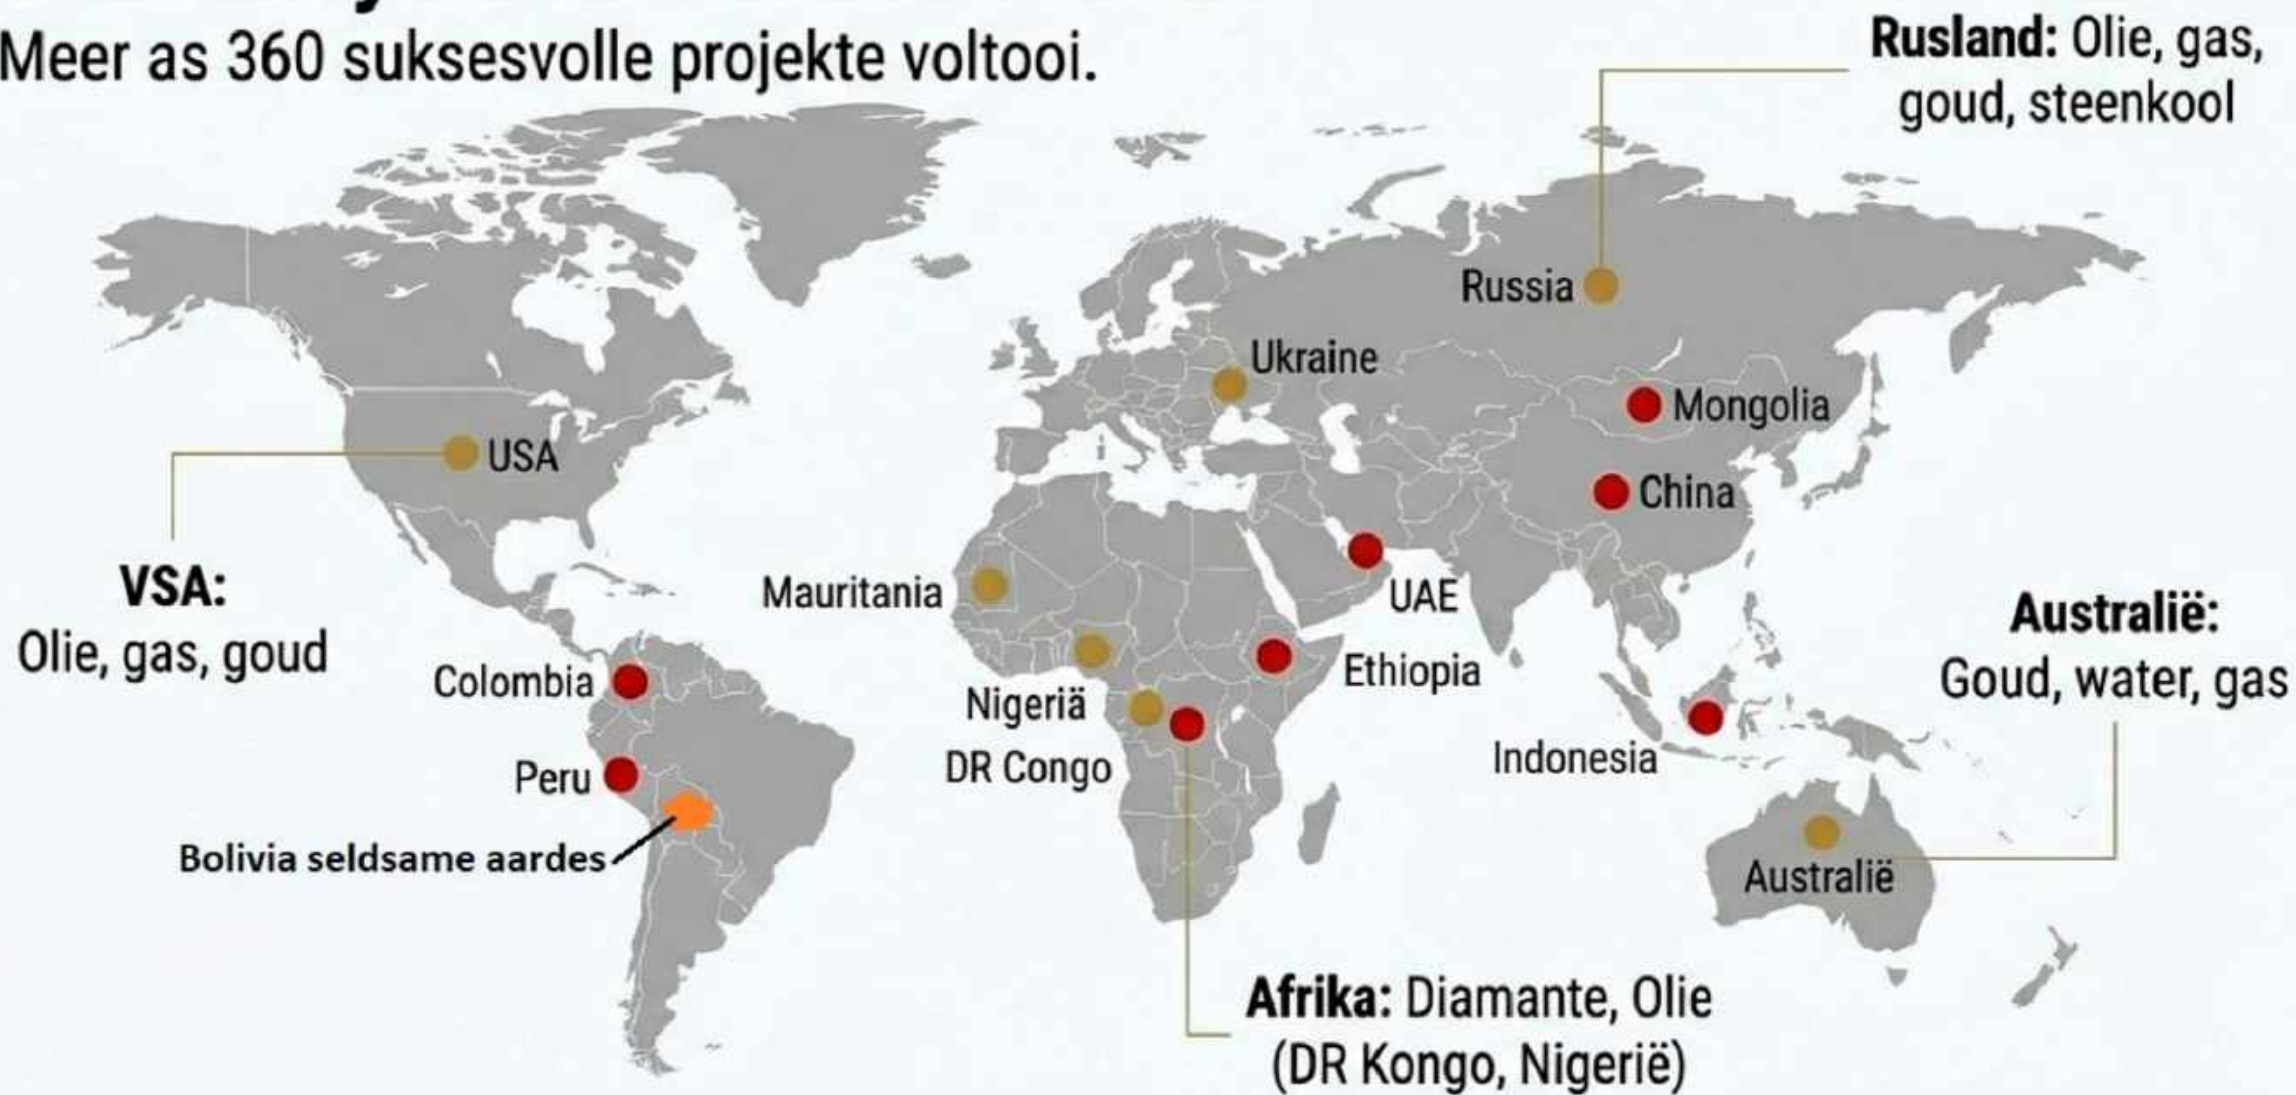 Meer as 360 suksesvolle projekte voltooi.
Rusland: Olie, gas,
goud, steenkool
Russia
Ukraine
Mongolia
USA
China
VSA:
Olie, gas, goud
Mauritania
UAE
Australië:
Goud, water, gas
Colombia
Ethiopia
Nigeriä
Indonesia
DR Congo
Peru
Bolivia seldsame aardes
Australië
Afrika: Diamante, Olie
(DR Kongo, Nigerië)